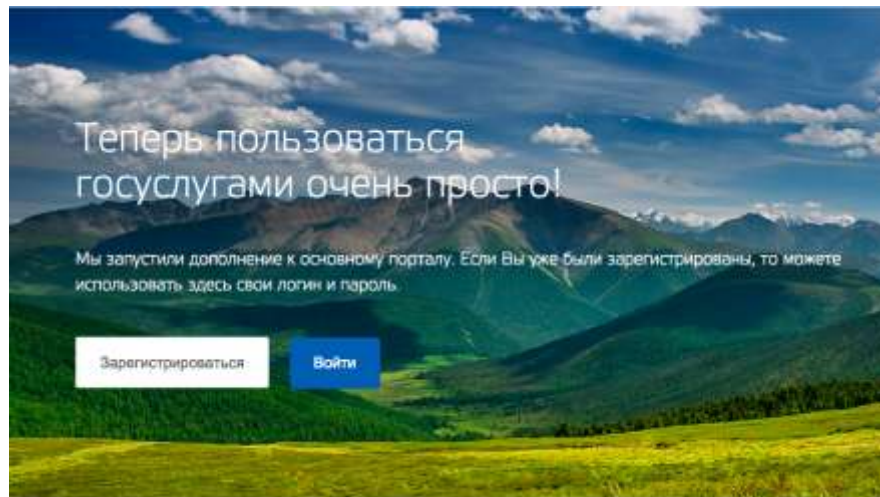 Теперь пользоваться
госуслугами очень просто!
Мы запустили дополнение к основному порталу. Если Вы уже были зарегистрированы, то можете
использовать здесь свои логин и пароль.
Зарегистрироваться
Войти